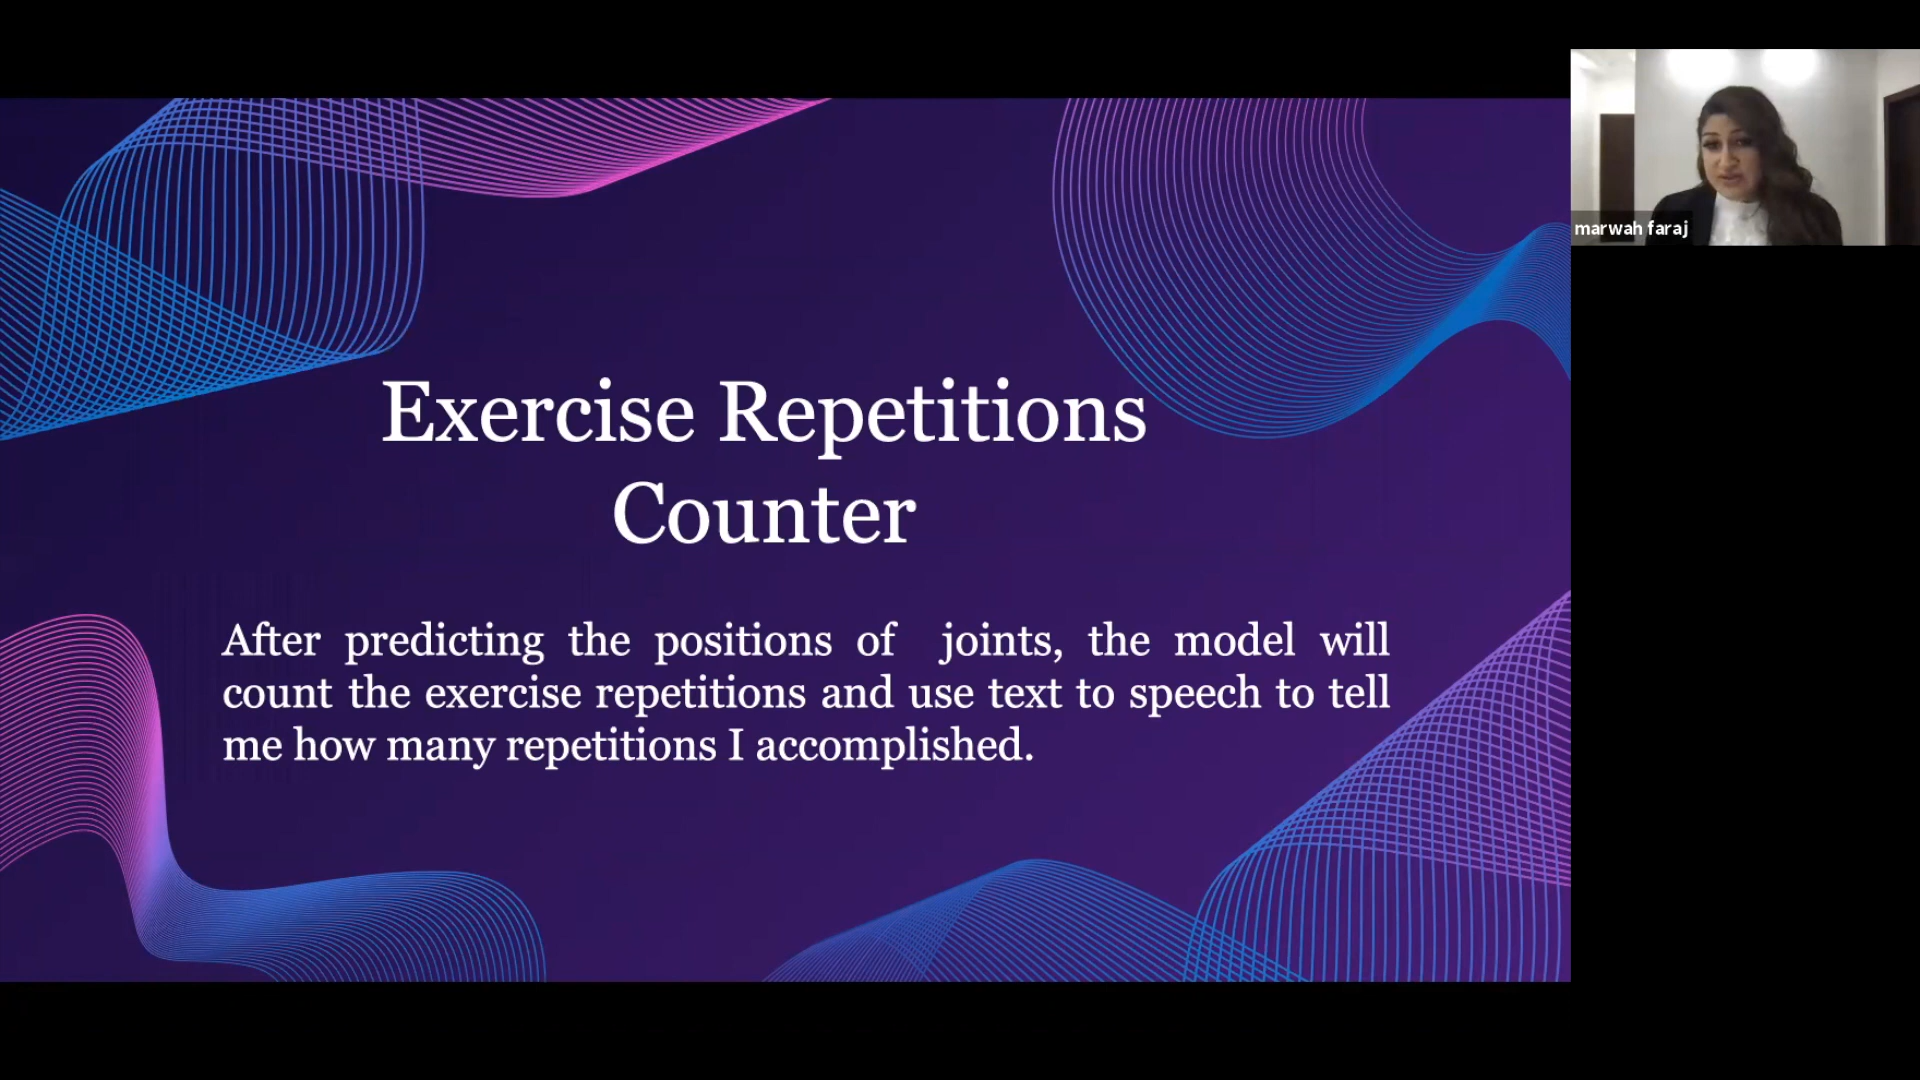 Exercise Repetitions
Counter
After predicting the positions of joints, the model will
count the exercise repetitions and use text to speech to tell
me how many repetitions I accomplished.
marwah faraj